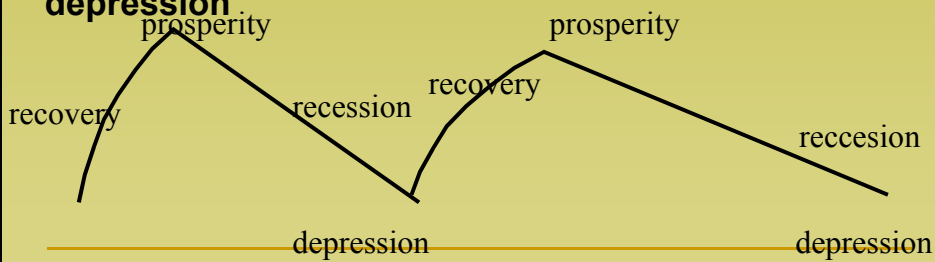 depression
prosperity prosperity
recovery
recovery recession
reccesion
depression depression